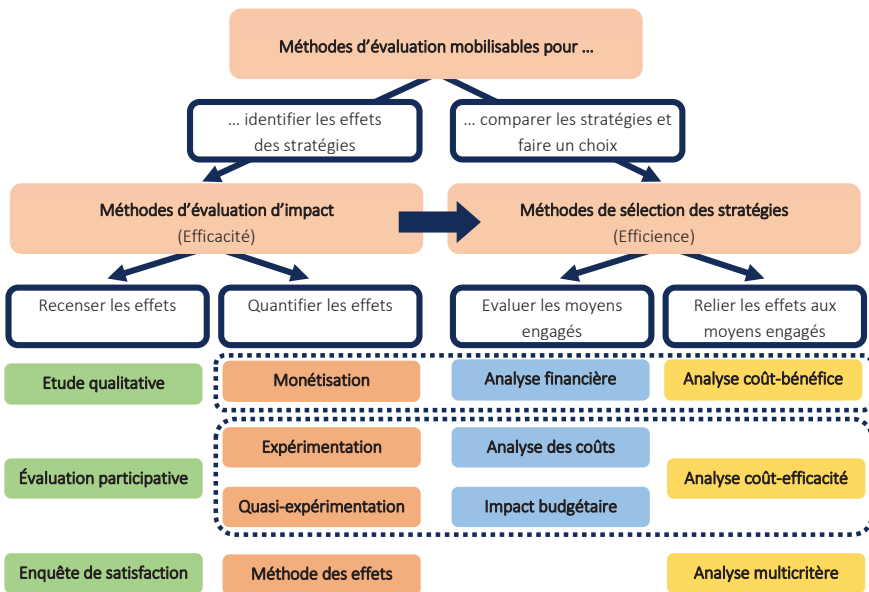 Méthodes d'évaluation mobilisables pour …
… identifier les effets
des stratégies
… comparer les stratégies et
faire un choix
Méthodes d'évaluation d'impact
(Efficacité)
Méthodes de sélection des stratégies
(Efficience)
Recenser les effets
Quantifier les effets
Evaluer les moyens
engagés
Relier les effets aux
moyens engagés
Etude qualitative
Monétisation
Analyse financière
Analyse coût-bénéfice
Expérimentation
Analyse des coûts
Évaluation participative
Analyse coût-efficacité
Quasi-expérimentation
Impact budgétaire
Enquête de satisfaction
Méthode des effets
Analyse multicritère